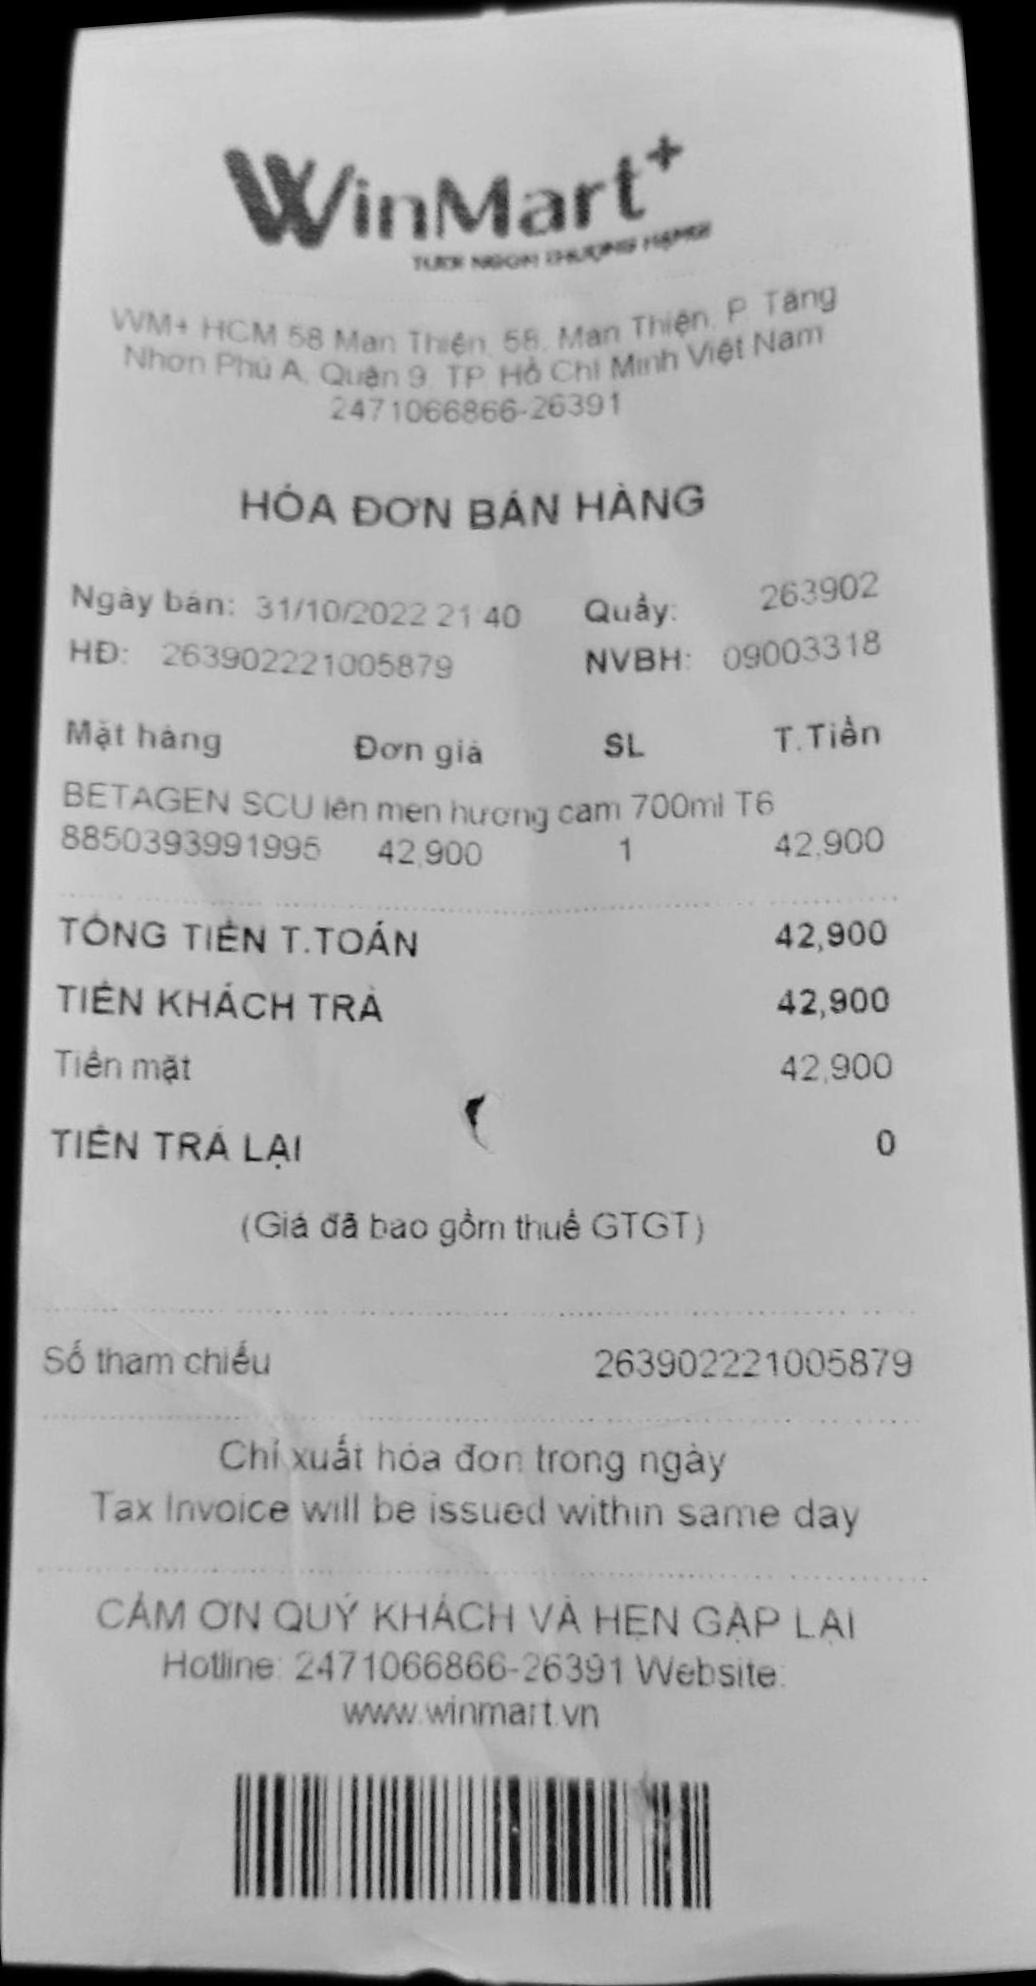 WinMart+
TƯƠI NGON THƯỢNG HẠNG!
WM+ HCM 58 Man Thiện, 58, Man Thiện, P. Tăng
Nhơn Phú A, Quận 9, TP. Hồ Chí Minh Việt Nam
2471066866-26391
HÓA ĐƠN BÁN HÀNG
Ngày bán: 31/10/2022 21:40 Quầy: 263902
HĐ: 263902221005879 NVBH: 09003318
Mặt hàng Đơn giá SL T.Tiền
BETAGEN SCU lên men hương cam 700ml T6
8850393991995 42,900 1 42,900
TỔNG TIỀN T.TOÁN 42,900
TIỀN KHÁCH TRẢ 42,900
Tiền mặt 42,900
TIỀN TRẢ LẠI 0
(Giá đã bao gồm thuế GTGT)
Số tham chiếu 263902221005879
Chỉ xuất hóa đơn trong ngày
Tax Invoice will be issued within same day
CẢM ƠN QUÝ KHÁCH VÀ HẸN GẶP LẠI
Hotline: 2471066866-26391 Website:
www.winmart.vn